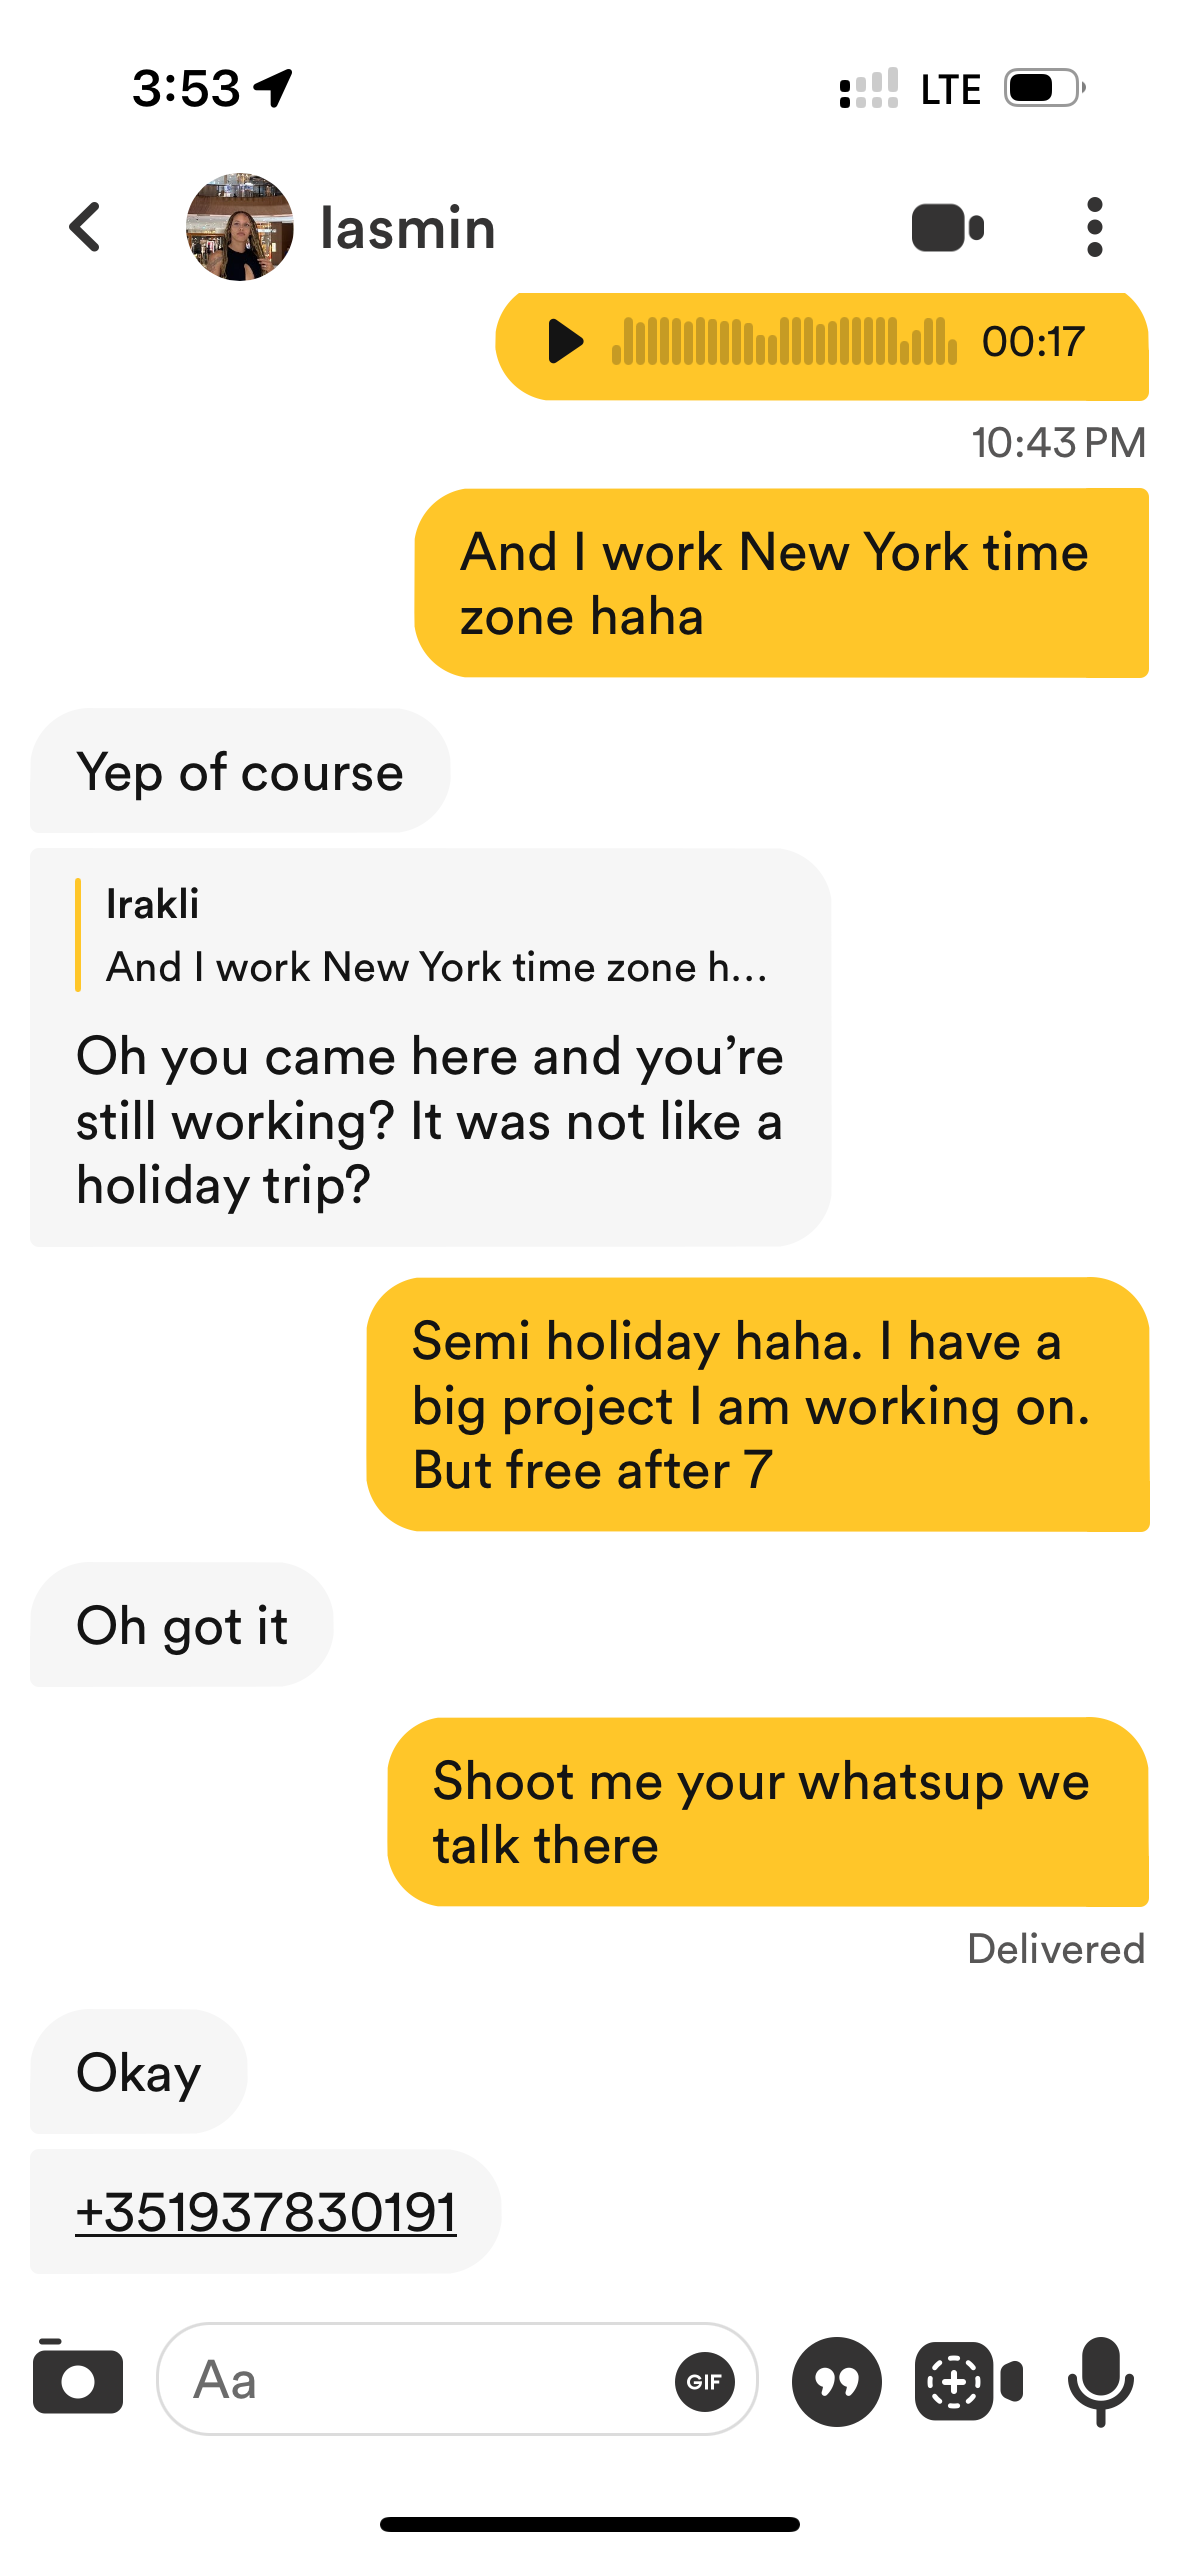 3:53
LTE
Iasmin
00:17
10:43 PM
And I work New York time
zone haha
Yep of course
Irakli
And I work New York time zone h...
Oh you came here and you're
still working? It was not like a
holiday trip?
Semi holiday haha. I have a
big project I am working on.
But free after 7
Oh got it
Shoot me your whatsup we
talk there
Delivered
Okay
+351937830191
Aa
GIF